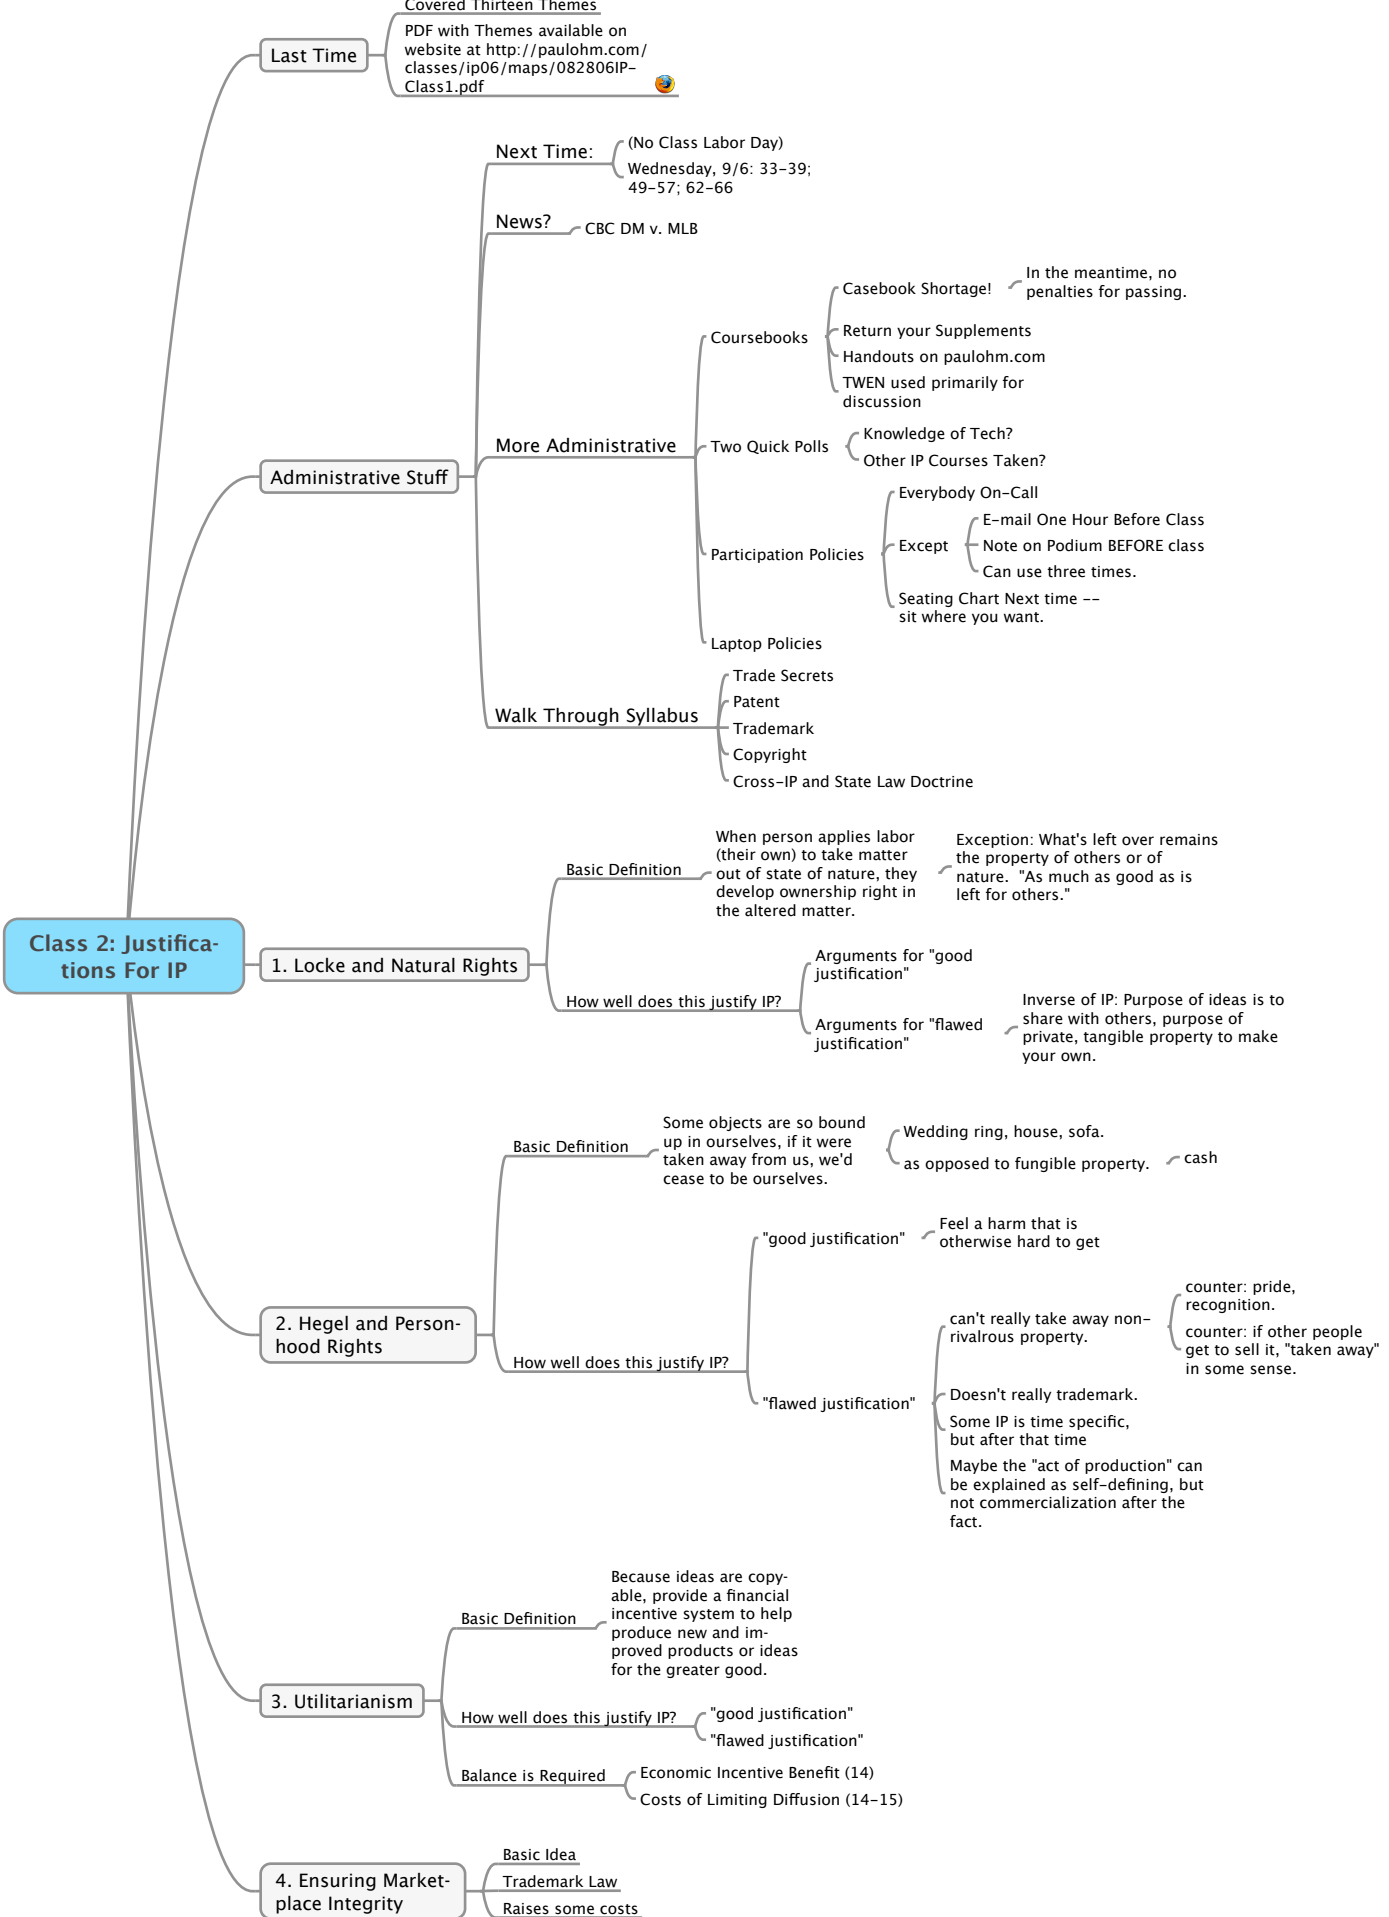 Covered Thirteen Themes
PDF with Themes available on
website at http://paulohm.com/
classes/ip06/maps/082806IP-
Class1.pdf
Last Time
Next Time:
(No Class Labor Day)
Wednesday, 9/6: 33-39;
49-57; 62-66
News?
CBC DM v. MLB
Administrative Stuff
More Administrative
Coursebooks
Casebook Shortage!
In the meantime, no
penalties for passing.
Return your Supplements
Handouts on paulohm.com
TWEN used primarily for
discussion
Two Quick Polls
Knowledge of Tech?
Other IP Courses Taken?
Participation Policies
Everybody On-Call
Except
E-mail One Hour Before Class
Note on Podium BEFORE class
Can use three times.
Seating Chart Next time --
sit where you want.
Laptop Policies
Walk Through Syllabus
Trade Secrets
Patent
Trademark
Copyright
Cross-IP and State Law Doctrine
Class 2: Justifica-
tions For IP
1. Locke and Natural Rights
Basic Definition
When person applies labor
(their own) to take matter
out of state of nature, they
develop ownership right in
the altered matter.
Exception: What's left over remains
the property of others or of
nature.  "As much as good as is
left for others."
How well does this justify IP?
Arguments for "good
justification"
Arguments for "flawed
justification"
Inverse of IP: Purpose of ideas is to
share with others, purpose of
private, tangible property to make
your own.
2. Hegel and Person-
hood Rights
Basic Definition
Some objects are so bound
up in ourselves, if it were
taken away from us, we'd
cease to be ourselves.
Wedding ring, house, sofa.
as opposed to fungible property.
cash
How well does this justify IP?
"good justification"
Feel a harm that is
otherwise hard to get
"flawed justification"
can't really take away non-
rivalrous property.
counter: pride,
recognition.
counter: if other people
get to sell it, "taken away"
in some sense.
Doesn't really trademark.
Some IP is time specific,
but after that time
Maybe the "act of production" can
be explained as self-defining, but
not commercialization after the
fact.
3. Utilitarianism
Basic Definition
Because ideas are copy-
able, provide a financial
incentive system to help
produce new and im-
proved products or ideas
for the greater good.
How well does this justify IP?
"good justification"
"flawed justification"
Balance is Required
Economic Incentive Benefit (14)
Costs of Limiting Diffusion (14-15)
4. Ensuring Market-
place Integrity
Basic Idea
Trademark Law
Raises some costs